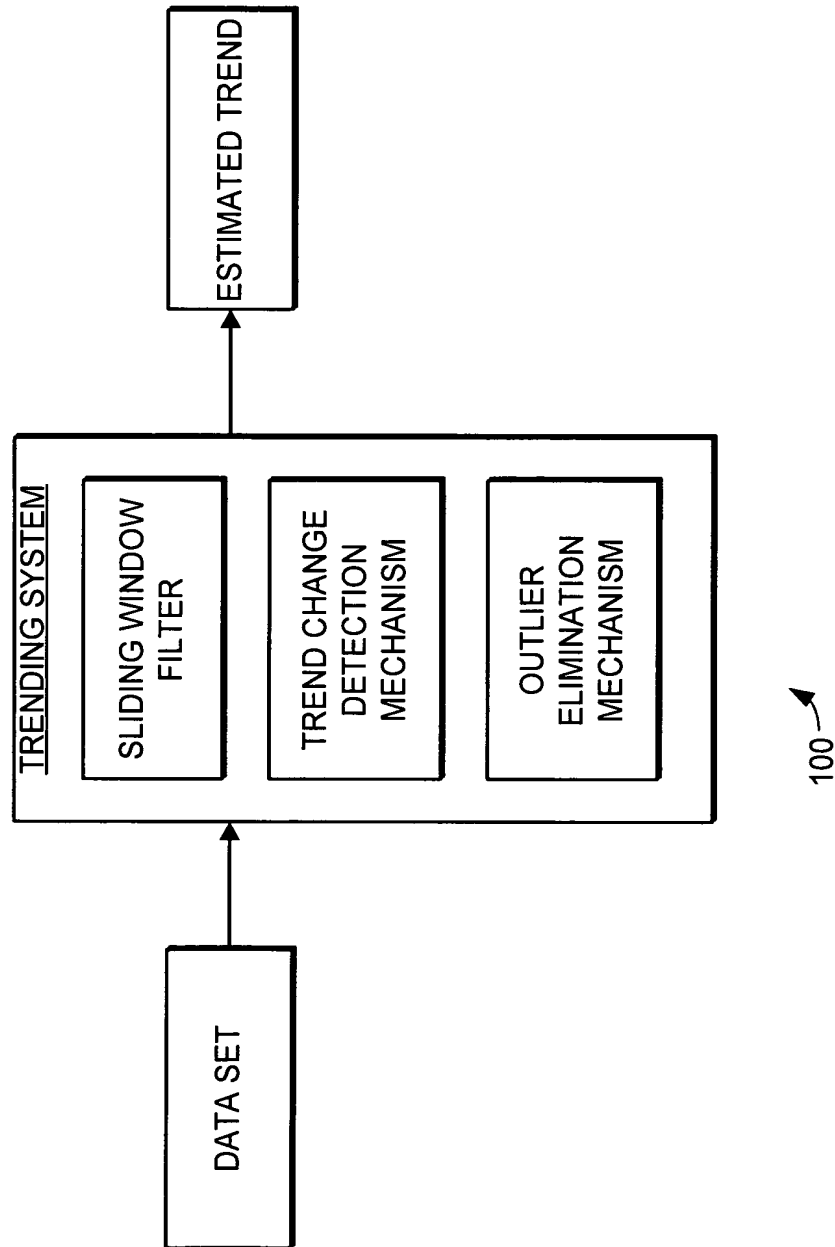 DATA SET
TRENDING SYSTEM
SLIDING WINDOW
FILTER
TREND CHANGE
DETECTION
MECHANISM
OUTLIER
ELIMINATION
MECHANISM
ESTIMATED TREND
100